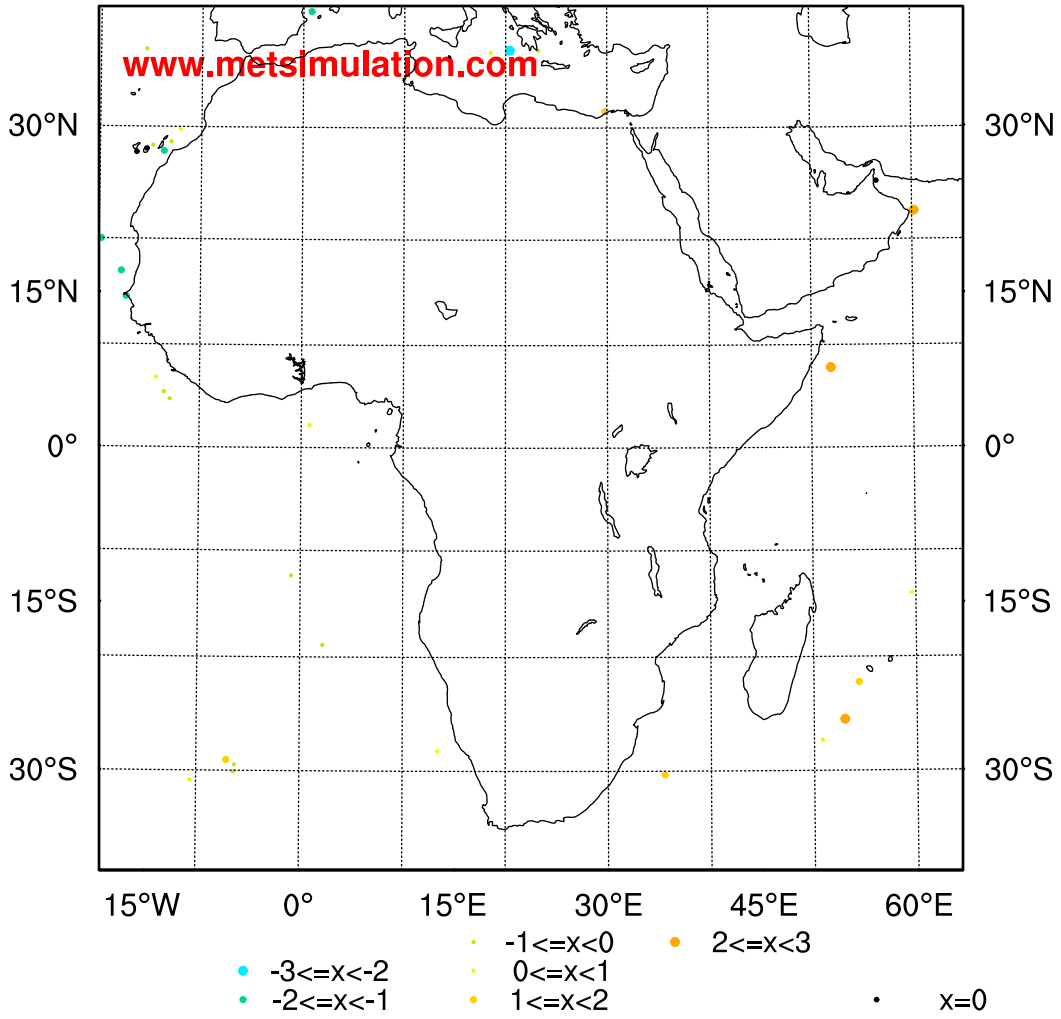 www.metsimulation.com
30°N 30°N
15°N 15°N
0° 0°
15°S 15°S
30°S 30°S
15°W 0° 15°E 30°E 45°E 60°E
-1<=x<0 2<=x<3
-3<=x<-2 0<=x<1
-2<=x<-1 1<=x<2 x=0